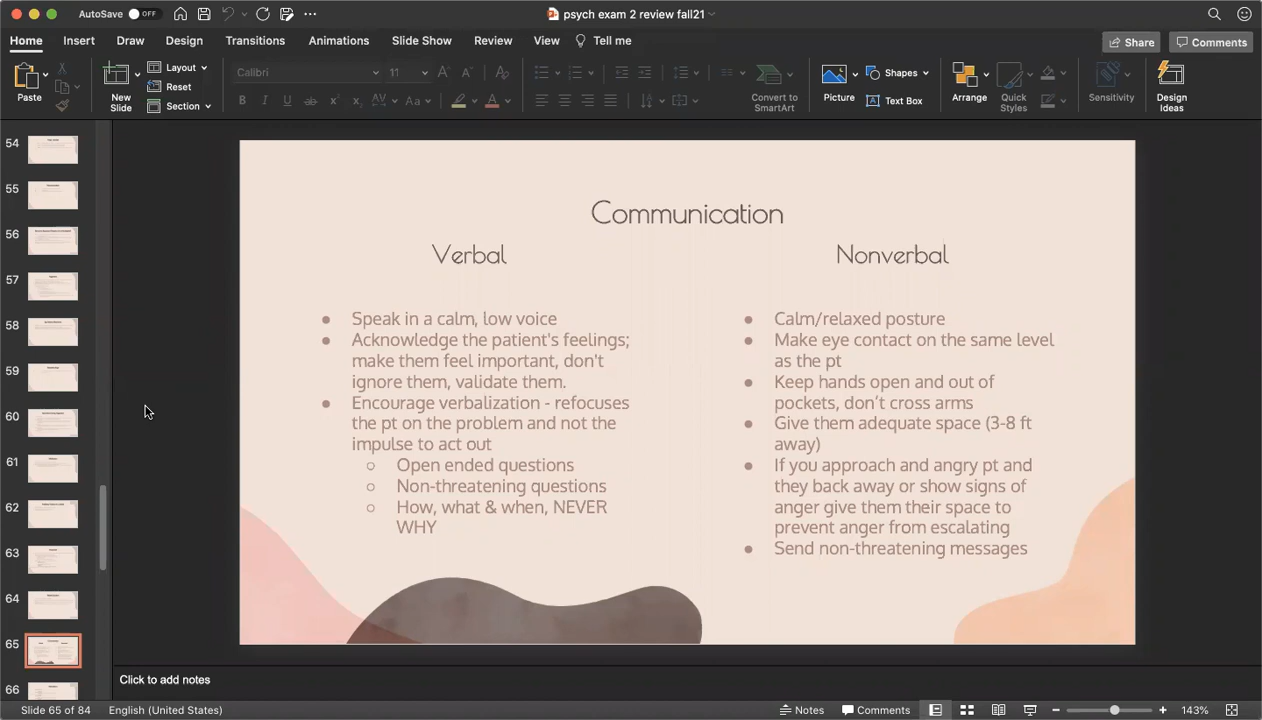 AutoSave OFF psych exam 2 review fall21
Home Insert Draw Design Transitions Animations Slide Show Review View Tell me Share Comments
Paste New Slide Layout Reset Section Calibri 11 Convert to SmartArt Picture Shapes Text Box Arrange Quick Styles Sensitivity Design Ideas
54
55
56
57
58
59
60
61
62
63
64
65
66
Communication
Verbal
Speak in a calm, low voice
Acknowledge the patient's feelings;
make them feel important, don't
ignore them, validate them.
Encourage verbalization - refocuses
the pt on the problem and not the
impulse to act out
Open ended questions
Non-threatening questions
How, what & when, NEVER
WHY
Nonverbal
Calm/relaxed posture
Make eye contact on the same level
as the pt
Keep hands open and out of
pockets, don't cross arms
Give them adequate space (3-8 ft
away)
If you approach and angry pt and
they back away or show signs of
anger give them their space to
prevent anger from escalating
Send non-threatening messages
Click to add notes
Slide 65 of 84 English (United States) Notes Comments 143%